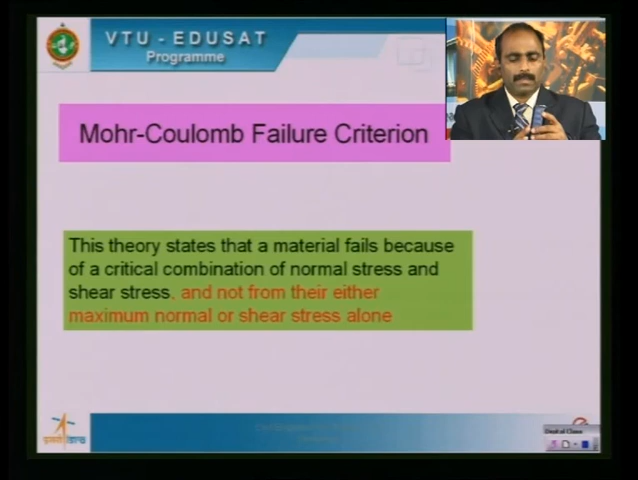 VTU - EDUSAT
Programme
Mohr-Coulomb Failure Criterion
This theory states that a material fails because
of a critical combination of normal stress and
shear stress, and not from their either
maximum normal or shear stress alone